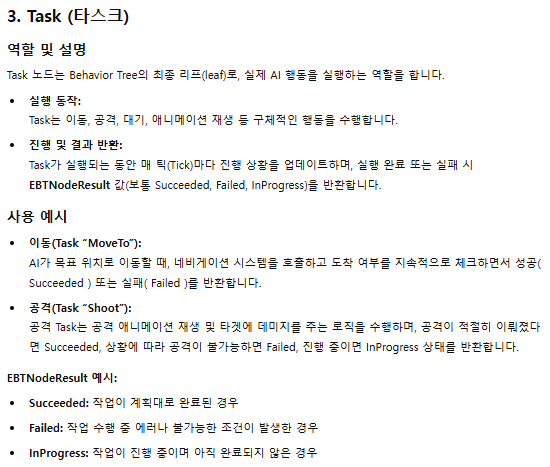 3. Task (타스크)
역할 및 설명
Task 노드는 Behavior Tree의 최종 리프(leaf)로, 실제 AI 행동을 실행하는 역할을 합니다.
• 실행 동작:
Task는 이동, 공격, 대기, 애니메이션 재생 등 구체적인 행동을 수행합니다.
• 진행 및 결과 반환:
Task가 실행되는 동안 매 틱(Tick)마다 진행 상황을 업데이트하며, 실행 완료 또는 실패 시
EBTNodeResult 값(보통 Succeeded, Failed, InProgress)을 반환합니다.
사용 예시
• 이동(Task “MoveTo”):
AI가 목표 위치로 이동할 때, 네비게이션 시스템을 호출하고 도착 여부를 지속적으로 체크하면서 성공(
Succeeded ) 또는 실패( Failed )를 반환합니다.
• 공격(Task “Shoot”):
공격 Task는 공격 애니메이션 재생 및 타겟에 데미지를 주는 로직을 수행하며, 공격이 적절히 이뤄졌다
면 Succeeded, 상황에 따라 공격이 불가능하면 Failed, 진행 중이면 InProgress 상태를 반환합니다.
EBTNodeResult 예시:
• Succeeded: 작업이 계획대로 완료된 경우
• Failed: 작업 수행 중 에러나 불가능한 조건이 발생한 경우
• InProgress: 작업이 진행 중이며 아직 완료되지 않은 경우